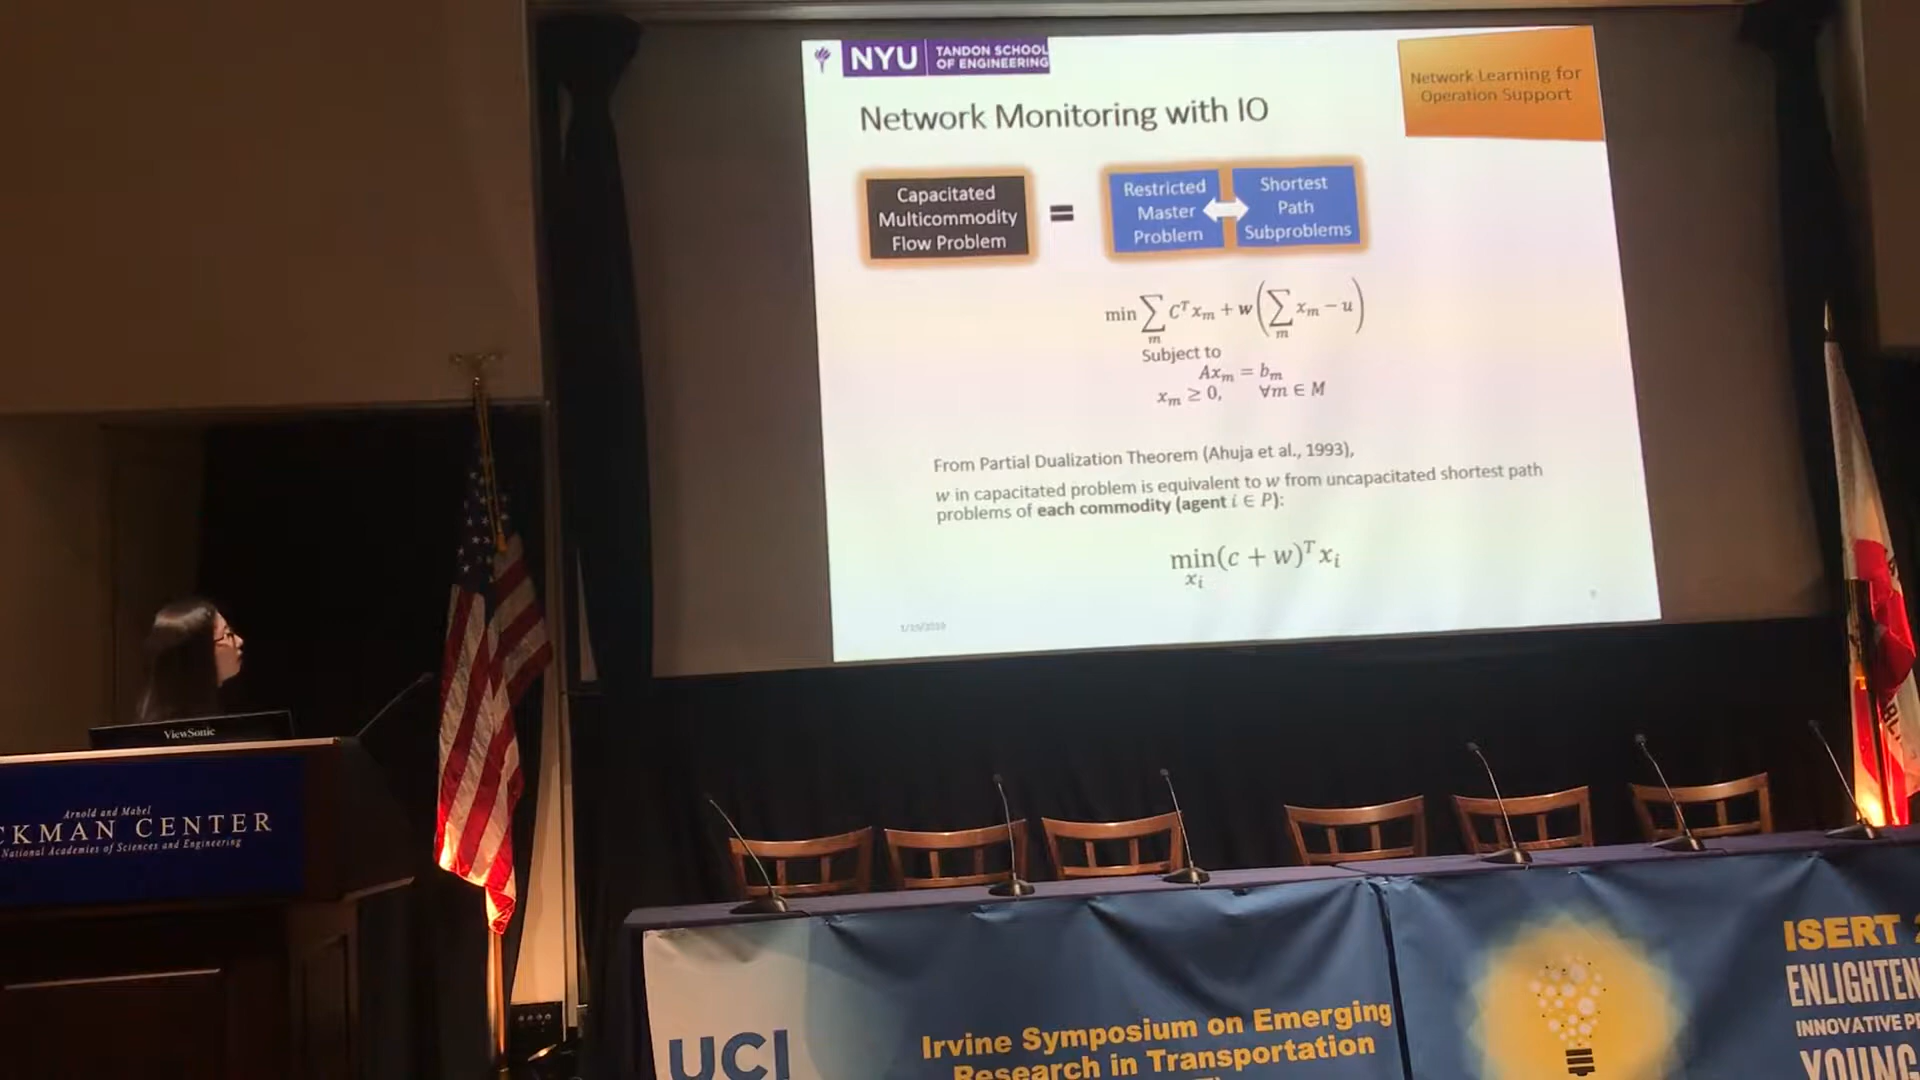 NYU
TANDON SCHOOL
OF ENGINEERING
Network Learning for
Operation Support
Network Monitoring with IO
Capacitated
Multicommodity
Flow Problem
=
Restricted
Master
Problem
Shortest
Path
Subproblems
min ∑_m C^T x_m + w(∑_m x_m − u)
Subject to
Ax_m = b_m
x_m ≥ 0, ∀m ∈ M
From Partial Dualization Theorem (Ahuja et al., 1993),
w in capacitated problem is equivalent to w from uncapacitated shortest path
problems of each commodity (agent i ∈ P):
min_{x_i} (c + w)^T x_i
ViewSonic
Arnold and Mabel
CKMAN CENTER
National Academies of Sciences and Engineering
UCI
Irvine Symposium on Emerging
Research in Transportation
ISERT
ENLIGHTEN
INNOVATIVE
YOUNG